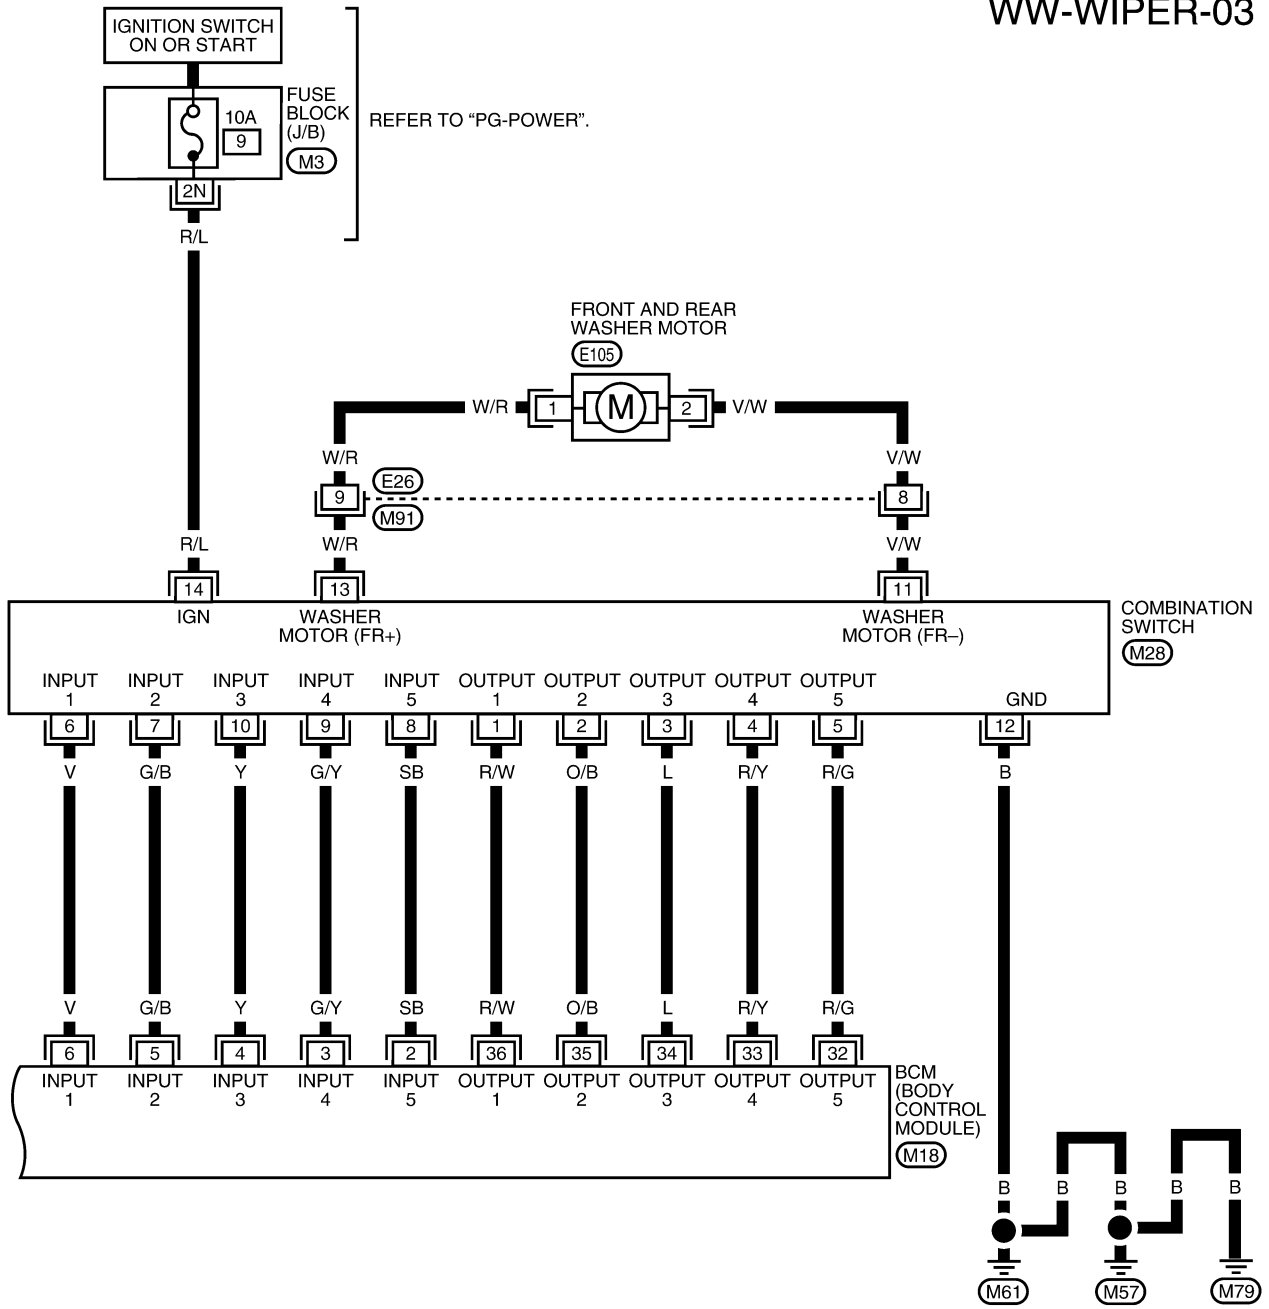 WW-WIPER-03
IGNITION SWITCH
ON OR START
FUSE
BLOCK
(J/B)
M3
10A
9
REFER TO “PG-POWER”.
2N
R/L
FRONT AND REAR
WASHER MOTOR
E105
W/R 1 M 2 V/W
W/R V/W
E26
9 8
M91
R/L W/R V/W
14 13 11
IGN WASHER WASHER
MOTOR (FR+) MOTOR (FR–)
COMBINATION
SWITCH
M28
INPUT INPUT INPUT INPUT INPUT OUTPUT OUTPUT OUTPUT OUTPUT OUTPUT
1 2 3 4 5 1 2 3 4 5 GND
6 7 10 9 8 1 2 3 4 5 12
V G/B Y G/Y SB R/W O/B L R/Y R/G B
V G/B Y G/Y SB R/W O/B L R/Y R/G
6 5 4 3 2 36 35 34 33 32
INPUT INPUT INPUT INPUT INPUT OUTPUT OUTPUT OUTPUT OUTPUT OUTPUT
1 2 3 4 5 1 2 3 4 5
BCM
(BODY
CONTROL
MODULE)
M18
B B B B B
M61 M57 M79